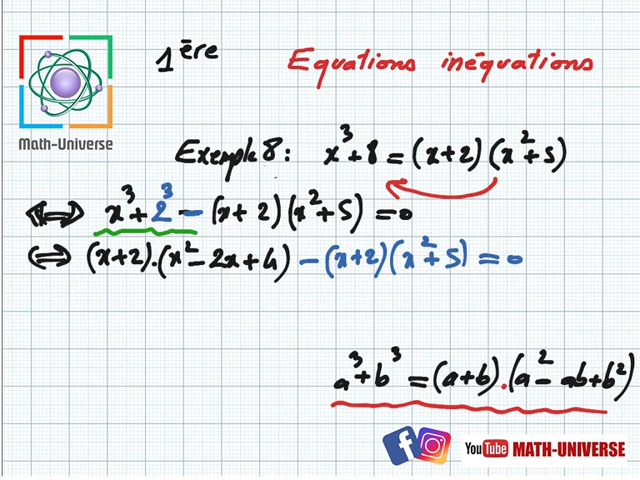 1ère Equations inéquations
Math-Universe
Exemple 8: x³+8=(x+2)(x²+5)
⇔ x³+2³-(x+2)(x²+5)=0
⇔ (x+2).(x²-2x+4)-(x+2)(x²+5)=0
a³+b³=(a+b).(a²-ab+b²)
YouTube MATH-UNIVERSE